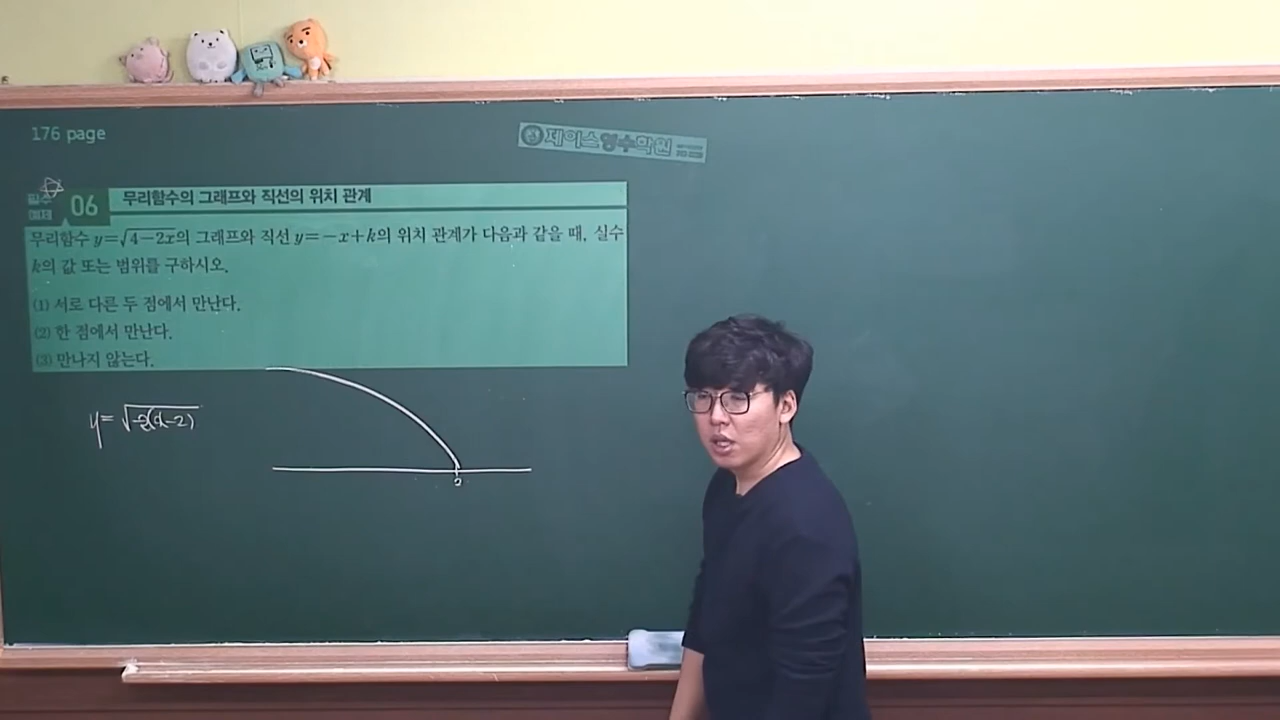 176 page
제이스영수학원
필수
예제 06 무리함수의 그래프와 직선의 위치 관계
무리함수 y=√4−2x의 그래프와 직선 y=−x+k의 위치 관계가 다음과 같을 때, 실수
k의 값 또는 범위를 구하시오.
(1) 서로 다른 두 점에서 만난다.
(2) 한 점에서 만난다.
(3) 만나지 않는다.
y=√-2(x-2)
2